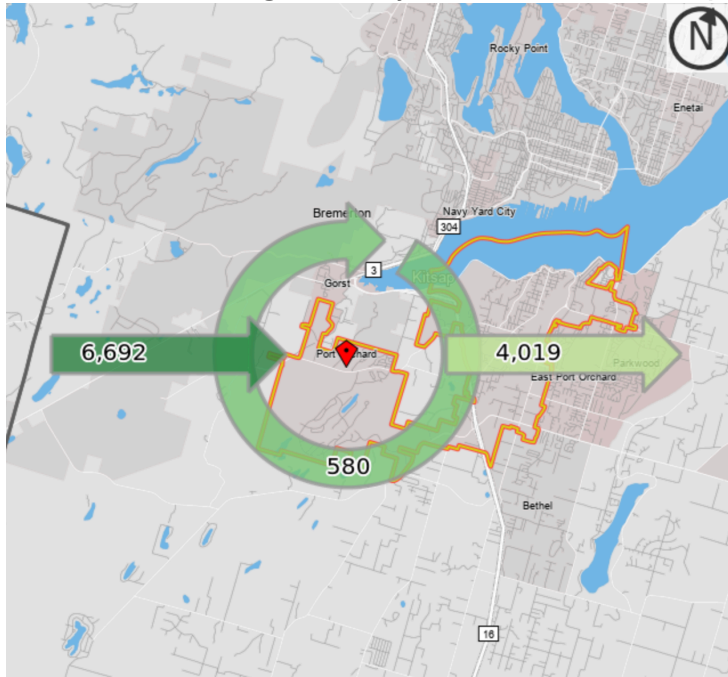 N
Rocky Point
Enetai
Bremerton
Navy Yard City
304
3
Kitsap
Gorst
6,692
Port Orchard
4,019
Parkwood
East Port Orchard
580
Bethel
16